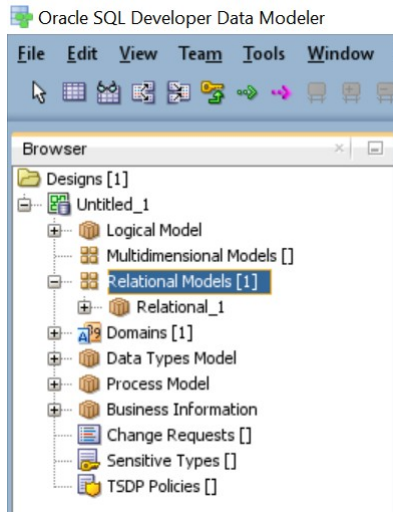 Oracle SQL Developer Data Modeler
File Edit View Team Tools Window
Browser
Designs [1]
Untitled_1
Logical Model
Multidimensional Models []
Relational Models [1]
Relational_1
Domains [1]
Data Types Model
Process Model
Business Information
Change Requests []
Sensitive Types []
TSDP Policies []